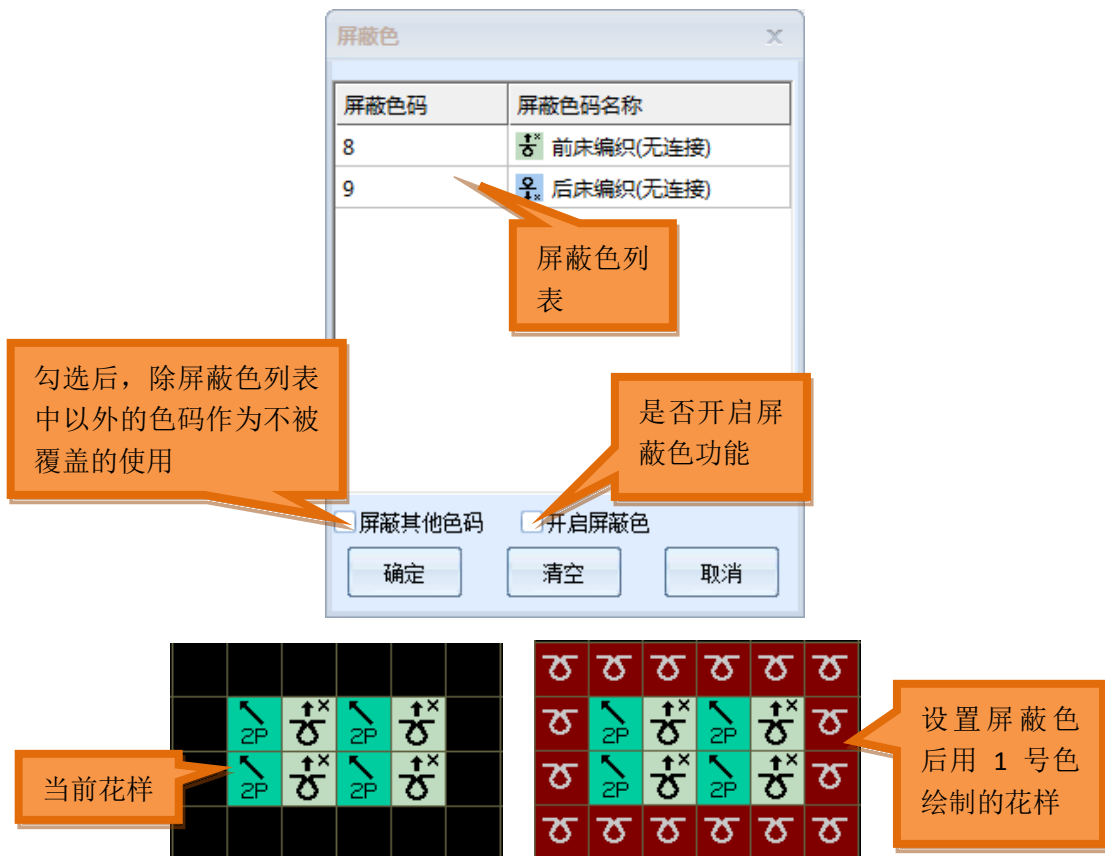 屏蔽色
x
屏蔽色码 屏蔽色码名称
8 前床编织(无连接)
9 后床编织(无连接)
屏蔽色列
表
勾选后，除屏蔽色列表
中以外的色码作为不被
覆盖的使用
是否开启屏
蔽色功能
屏蔽其他色码 开启屏蔽色
确定 清空 取消
2P 2P
2P 2P
当前花样
2P 2P
2P 2P
设置屏蔽色
后用 1 号色
绘制的花样